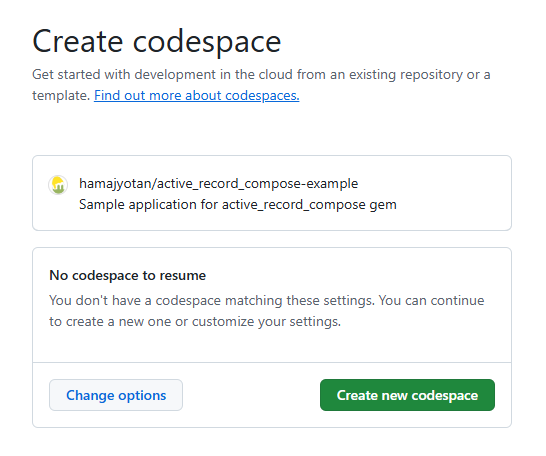 Create codespace
Get started with development in the cloud from an existing repository or a
template. Find out more about codespaces.
hamajyotan/active_record_compose-example
Sample application for active_record_compose gem
No codespace to resume
You don't have a codespace matching these settings. You can continue
to create a new one or customize your settings.
Change options
Create new codespace